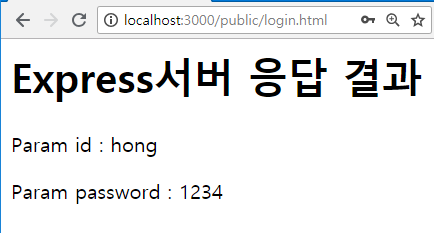 localhost:3000/public/login.html
Express서버 응답 결과
Param id : hong
Param password : 1234